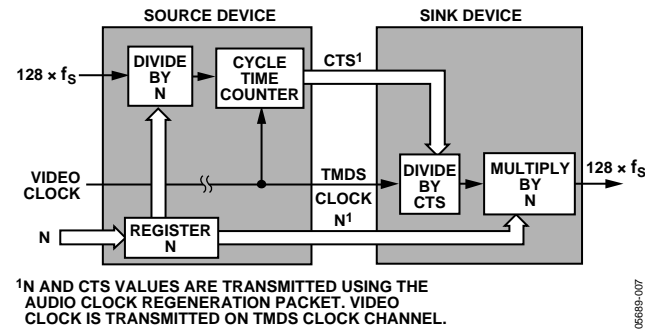 SOURCE DEVICE
SINK DEVICE
128 × fS
DIVIDE
BY
N
CYCLE
TIME
COUNTER
CTS1
VIDEO
CLOCK
TMDS
CLOCK
N1
DIVIDE
BY
CTS
MULTIPLY
BY
N
128 × fS
N
REGISTER
N
1N AND CTS VALUES ARE TRANSMITTED USING THE
AUDIO CLOCK REGENERATION PACKET. VIDEO
CLOCK IS TRANSMITTED ON TMDS CLOCK CHANNEL.
05689-007